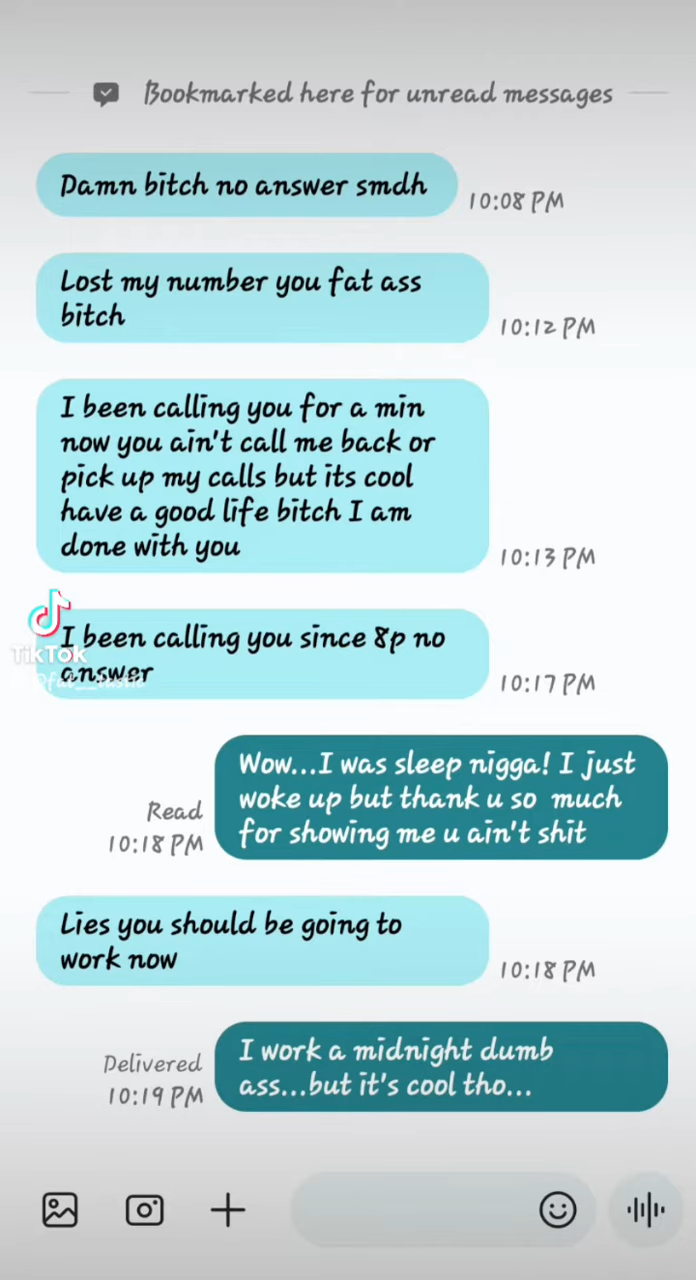 Bookmarked here for unread messages
Damn bitch no answer smdh
10:08 PM
Lost my number you fat ass
bitch
10:12 PM
I been calling you for a min
now you ain't call me back or
pick up my calls but its cool
have a good life bitch I am
done with you
10:13 PM
I been calling you since 8p no
answer
10:17 PM
TikTok
Wow...I was sleep nigga! I just
woke up but thank u so much
for showing me u ain't shit
Read
10:18 PM
Lies you should be going to
work now
10:18 PM
I work a midnight dumb
ass...but it's cool tho...
Delivered
10:19 PM